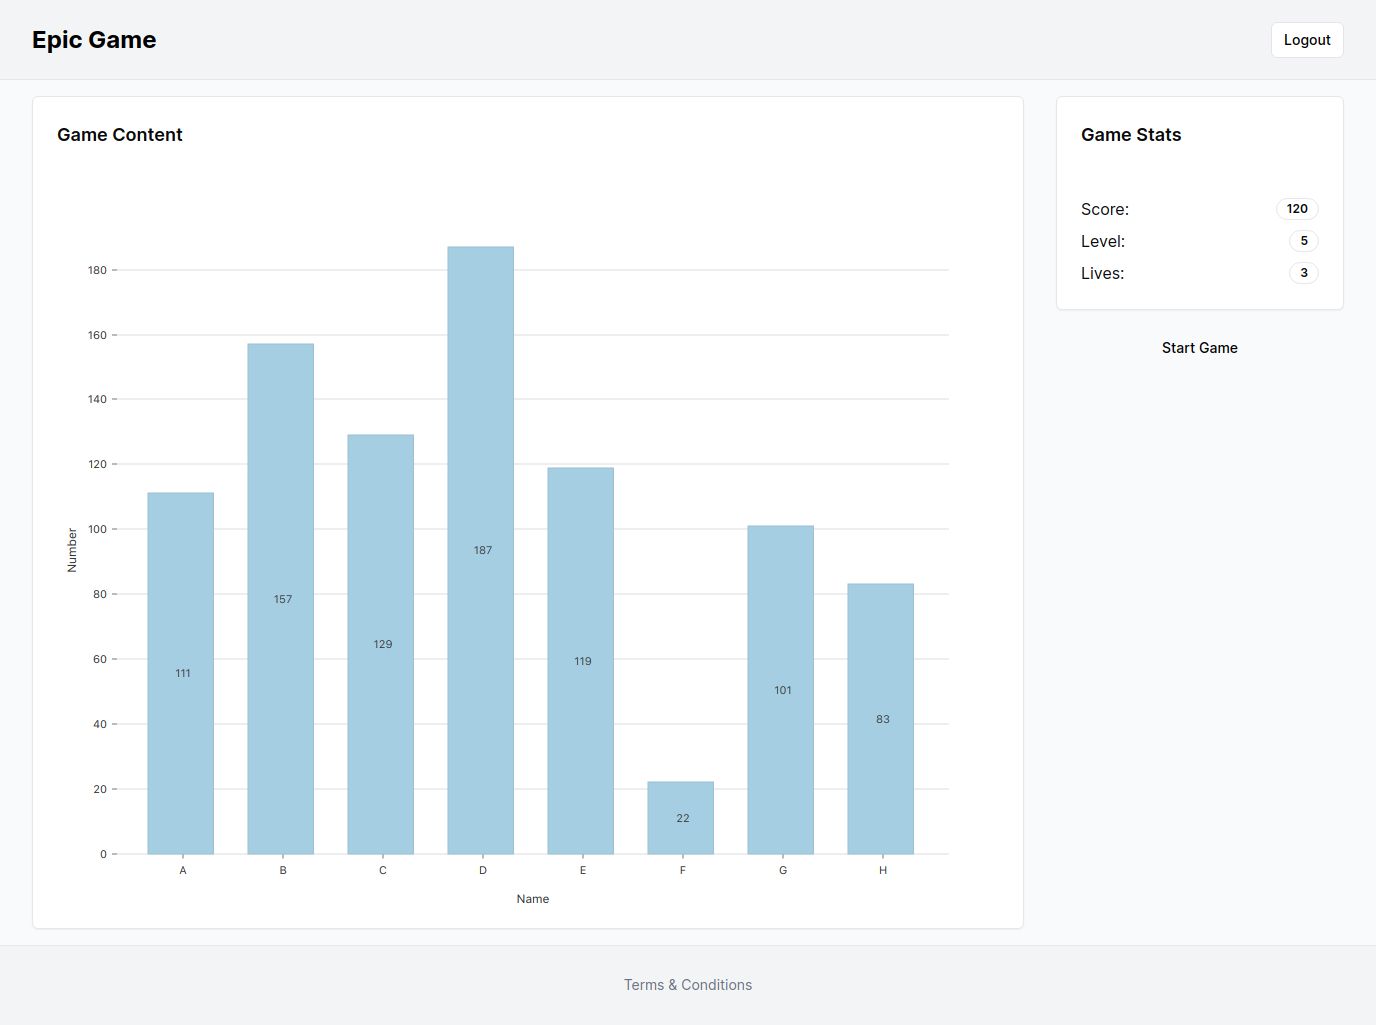 Epic Game
Logout
Game Content
180
160
140
120
100
80
60
40
20
0
Number
111
157
129
187
119
22
101
83
A B C D E F G H
Name
Game Stats
Score: 120
Level: 5
Lives: 3
Start Game
Terms & Conditions